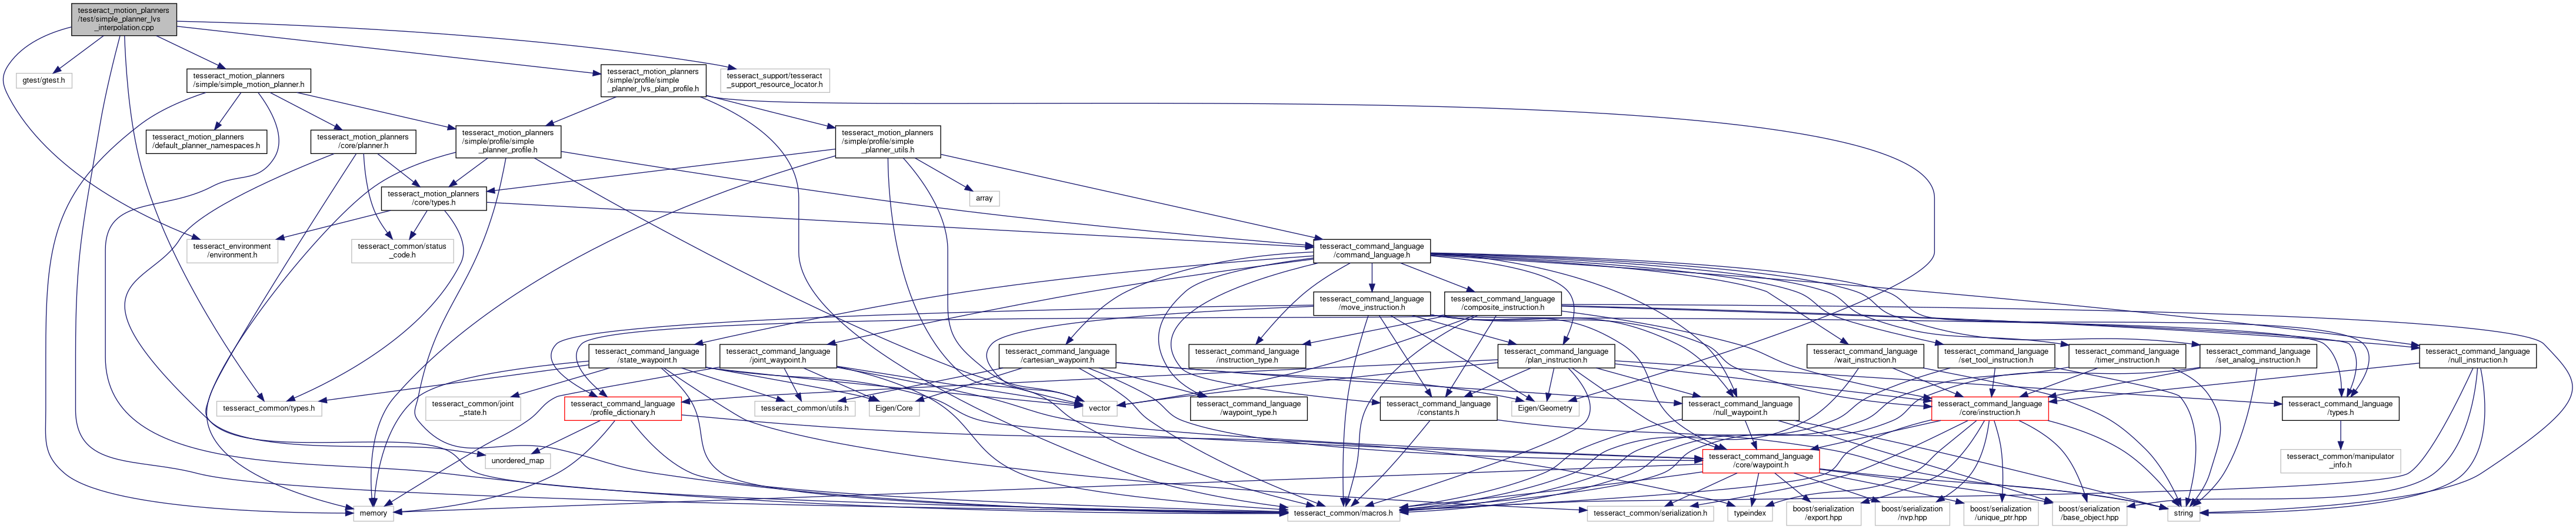 tesseract_motion_planners
/test/simple_planner_lvs
_interpolation.cpp
gtest/gtest.h
tesseract_motion_planners
/simple/simple_motion_planner.h
tesseract_motion_planners
/simple/profile/simple
_planner_lvs_plan_profile.h
tesseract_support/tesseract
_support_resource_locator.h
tesseract_motion_planners
/default_planner_namespaces.h
tesseract_motion_planners
/core/planner.h
tesseract_motion_planners
/simple/profile/simple
_planner_profile.h
tesseract_motion_planners
/simple/profile/simple
_planner_utils.h
tesseract_motion_planners
/core/types.h
array
tesseract_environment
/environment.h
tesseract_common/status
_code.h
tesseract_command_language
/command_language.h
tesseract_command_language
/move_instruction.h
tesseract_command_language
/composite_instruction.h
tesseract_command_language
/state_waypoint.h
tesseract_command_language
/joint_waypoint.h
tesseract_command_language
/cartesian_waypoint.h
tesseract_command_language
/instruction_type.h
tesseract_command_language
/plan_instruction.h
tesseract_command_language
/wait_instruction.h
tesseract_command_language
/set_tool_instruction.h
tesseract_command_language
/timer_instruction.h
tesseract_command_language
/set_analog_instruction.h
tesseract_command_language
/null_instruction.h
tesseract_common/types.h
tesseract_common/joint
_state.h
tesseract_command_language
/profile_dictionary.h
tesseract_common/utils.h
Eigen/Core
vector
tesseract_command_language
/waypoint_type.h
tesseract_command_language
/constants.h
Eigen/Geometry
tesseract_command_language
/null_waypoint.h
tesseract_command_language
/core/instruction.h
tesseract_command_language
/types.h
unordered_map
tesseract_command_language
/core/waypoint.h
tesseract_common/manipulator
_info.h
memory
tesseract_common/macros.h
tesseract_common/serialization.h
typeindex
boost/serialization
/export.hpp
boost/serialization
/nvp.hpp
boost/serialization
/unique_ptr.hpp
boost/serialization
/base_object.hpp
string